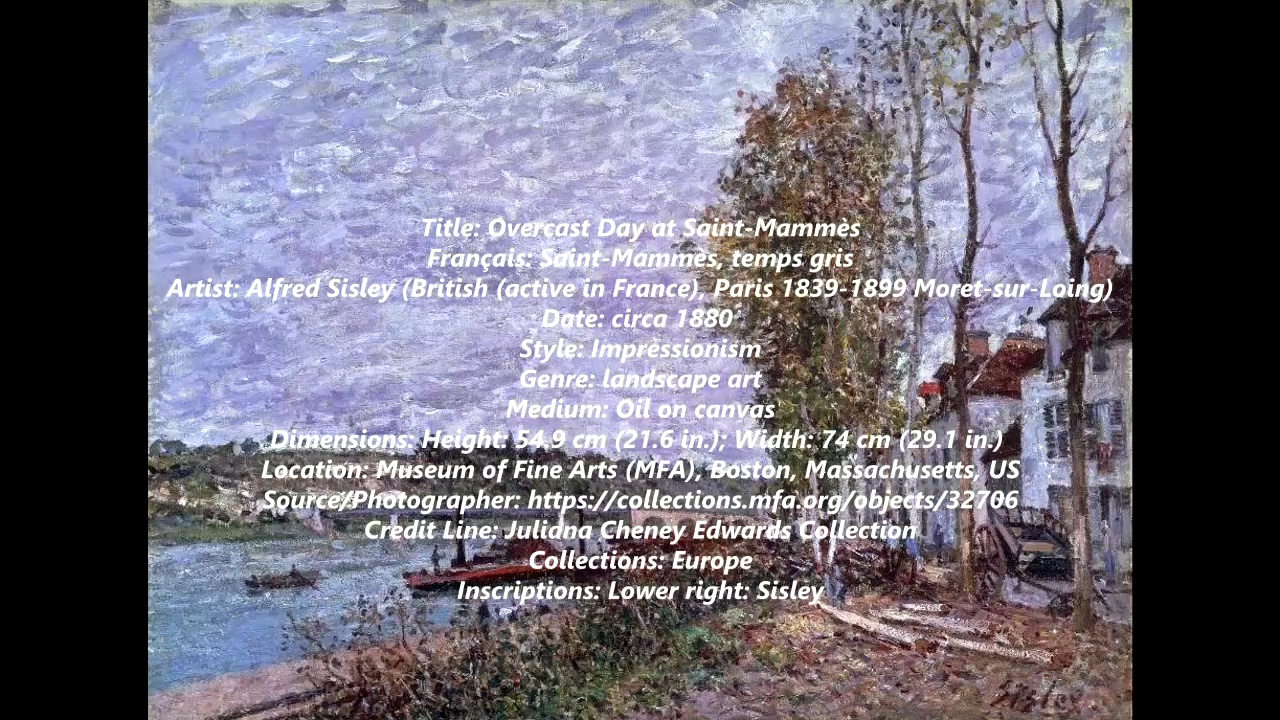 Title: Overcast Day at Saint-Mammès
Français: Saint-Mammès, temps gris
Artist: Alfred Sisley (British (active in France), Paris 1839-1899 Moret-sur-Loing)
Date: circa 1880
Style: Impressionism
Genre: landscape art
Medium: Oil on canvas
Dimensions: Height: 54.9 cm (21.6 in.); Width: 74 cm (29.1 in.)
Location: Museum of Fine Arts (MFA), Boston, Massachusetts, US
Source/Photographer: https://collections.mfa.org/objects/32706
Credit Line: Juliana Cheney Edwards Collection
Collections: Europe
Inscriptions: Lower right: Sisley
Sisley